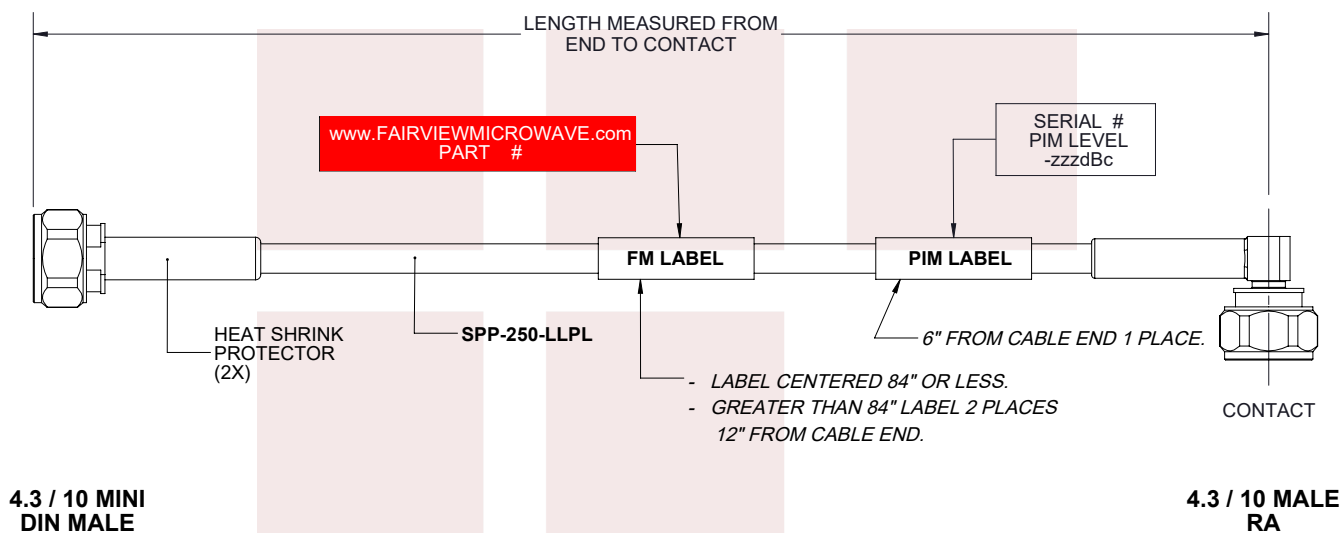 LENGTH MEASURED FROM
END TO CONTACT
www.FAIRVIEWMICROWAVE.com
PART #
SERIAL #
PIM LEVEL
-zzzdBc
FM LABEL
PIM LABEL
HEAT SHRINK
PROTECTOR
(2X)
SPP-250-LLPL
6" FROM CABLE END 1 PLACE.
- LABEL CENTERED 84" OR LESS.
- GREATER THAN 84" LABEL 2 PLACES
12" FROM CABLE END.
CONTACT
4.3 / 10 MINI
DIN MALE
4.3 / 10 MALE
RA